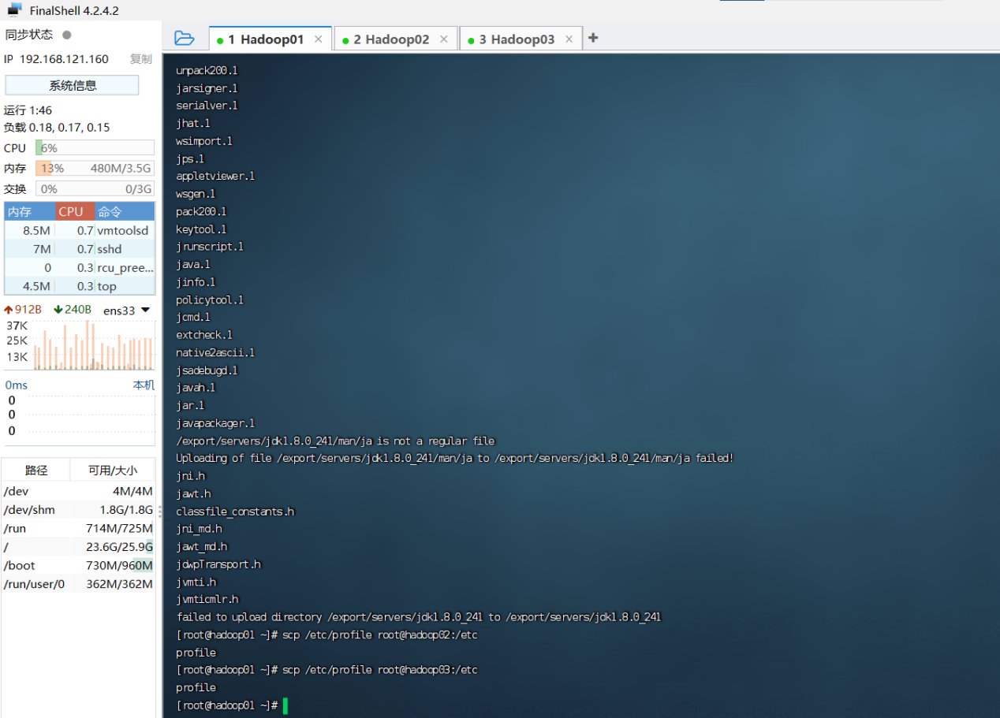 FinalShell 4.2.4.2
同步状态
IP 192.168.121.160 复制
系统信息
运行 1:46
负载 0.18, 0.17, 0.15
CPU 6%
内存 13% 480M/3.5G
交换 0% 0/3G
内存 CPU 命令
8.5M 0.7 vmtoolsd
7M 0.7 sshd
0 0.3 rcu_pree...
4.5M 0.3 top
912B 240B ens33
37K
25K
13K
0ms 本机
0
0
0
路径 可用/大小
/dev 4M/4M
/dev/shm 1.8G/1.8G
/run 714M/725M
/ 23.6G/25.9G
/boot 730M/960M
/run/user/0 362M/362M
1 Hadoop01 × 2 Hadoop02 × 3 Hadoop03 × +
unpack200.1
jarsigner.1
serialver.1
jhat.1
wsimport.1
jps.1
appletviewer.1
wsgen.1
pack200.1
keytool.1
jrunscript.1
java.1
jinfo.1
policytool.1
jcmd.1
extcheck.1
native2ascii.1
jsadebugd.1
javah.1
jar.1
javapackager.1
/export/servers/jdk1.8.0_241/man/ja is not a regular file
Uploading of file /export/servers/jdk1.8.0_241/man/ja to /export/servers/jdk1.8.0_241/man/ja failed!
jni.h
jawt.h
classfile_constants.h
jni_md.h
jawt_md.h
jdwpTransport.h
jvmti.h
jvmticmlr.h
failed to upload directory /export/servers/jdk1.8.0_241 to /export/servers/jdk1.8.0_241
[root@hadoop01 ~]# scp /etc/profile root@hadoop02:/etc
profile
[root@hadoop01 ~]# scp /etc/profile root@hadoop03:/etc
profile
[root@hadoop01 ~]#